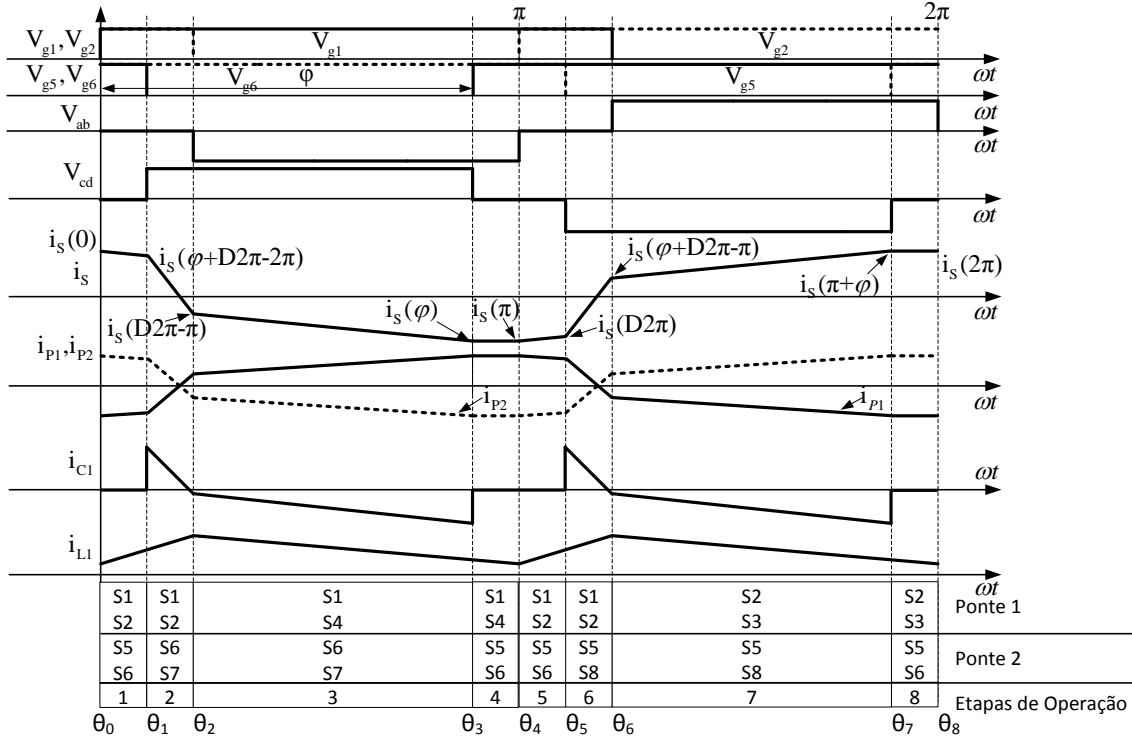 π 2π
V_g1, V_g2 V_g1 V_g2 ωt
V_g5, V_g6 V_g6 φ V_g5 ωt
V_ab ωt
V_cd ωt
i_S(0) i_S(φ+D2π-2π) i_S(φ+D2π-π) i_S(2π)
i_S i_S(π+φ) ωt
i_S(D2π-π) i_S(φ) i_S(π) i_S(D2π)
i_P1, i_P2 i_P2 i_P1 ωt
i_C1 ωt
i_L1 ωt
S1 S1 S1 S1 S1 S1 S2 S2 Ponte 1
S2 S2 S4 S4 S2 S2 S3 S3
S5 S6 S6 S5 S5 S5 S5 S5 Ponte 2
S6 S7 S7 S6 S6 S8 S8 S6
1 2 3 4 5 6 7 8 Etapas de Operação
θ0 θ1 θ2 θ3 θ4 θ5 θ6 θ7 θ8